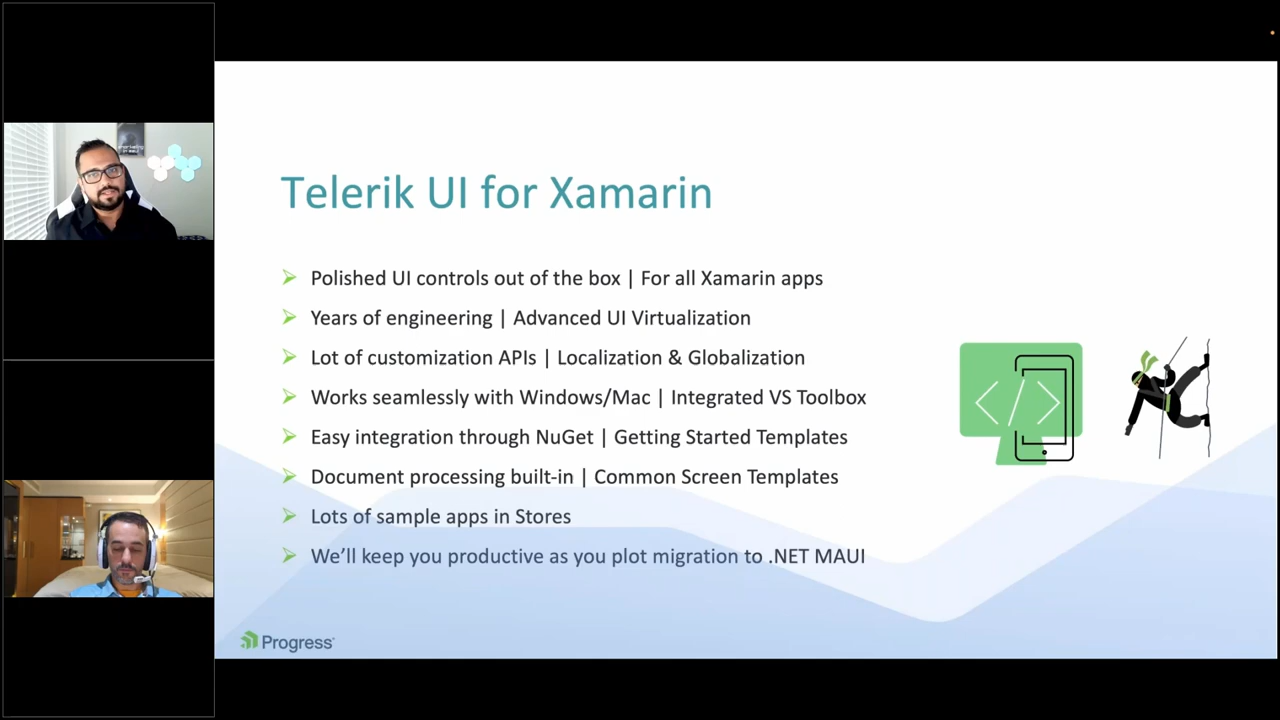 Telerik UI for Xamarin
Polished UI controls out of the box | For all Xamarin apps
Years of engineering | Advanced UI Virtualization
Lot of customization APIs | Localization & Globalization
Works seamlessly with Windows/Mac | Integrated VS Toolbox
Easy integration through NuGet | Getting Started Templates
Document processing built-in | Common Screen Templates
Lots of sample apps in Stores
We’ll keep you productive as you plot migration to .NET MAUI
Progress